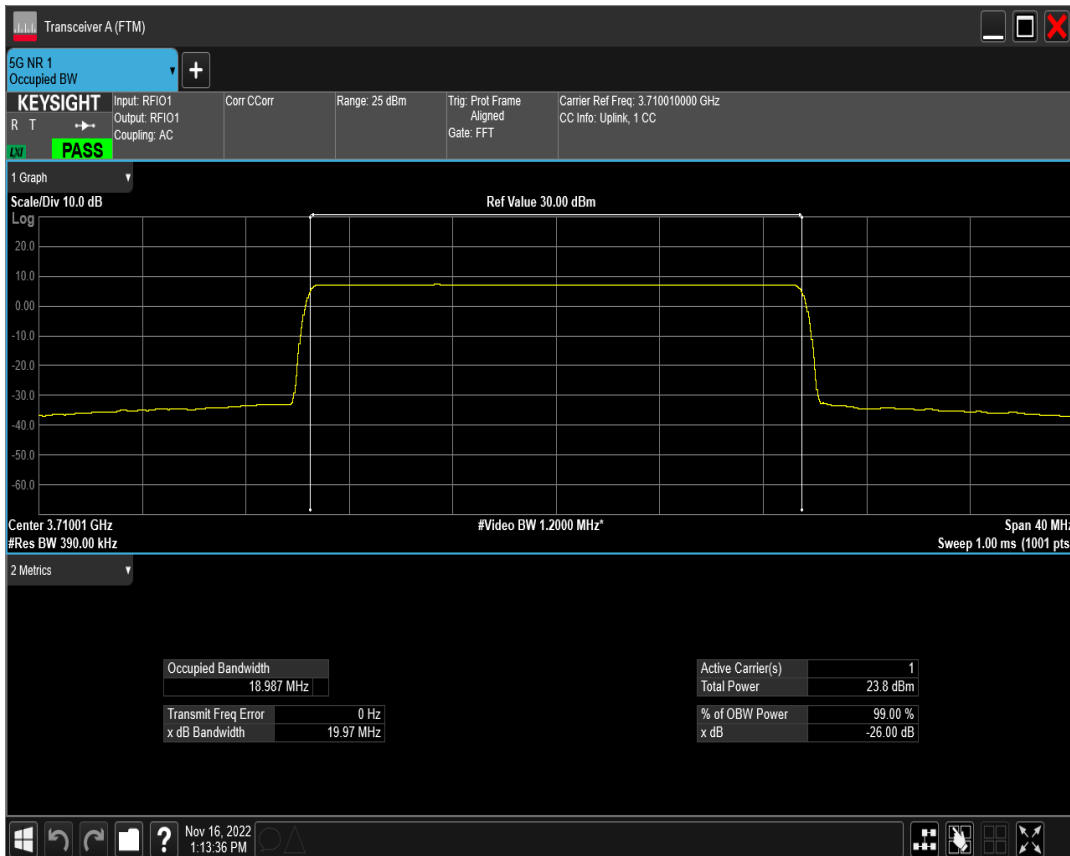 Transceiver A (FTM)
5G NR 1
Occupied BW
+
KEYSIGHT
R T
LXI
PASS
Input: RFIO1
Output: RFIO1
Coupling: AC
Corr CCorr
Range: 25 dBm
Trig: Prot Frame
Aligned
Gate: FFT
Carrier Ref Freq: 3.710010000 GHz
CC Info: Uplink, 1 CC
1 Graph
Scale/Div 10.0 dB
Ref Value 30.00 dBm
Log
20.0
10.0
0.00
-10.0
-20.0
-30.0
-40.0
-50.0
-60.0
Center 3.71001 GHz
#Video BW 1.2000 MHz*
Span 40 MHz
#Res BW 390.00 kHz
Sweep 1.00 ms (1001 pts
2 Metrics
Occupied Bandwidth
18.987 MHz
Transmit Freq Error 0 Hz
x dB Bandwidth 19.97 MHz
Active Carrier(s) 1
Total Power 23.8 dBm
% of OBW Power 99.00 %
x dB -26.00 dB
?
Nov 16, 2022
1:13:36 PM